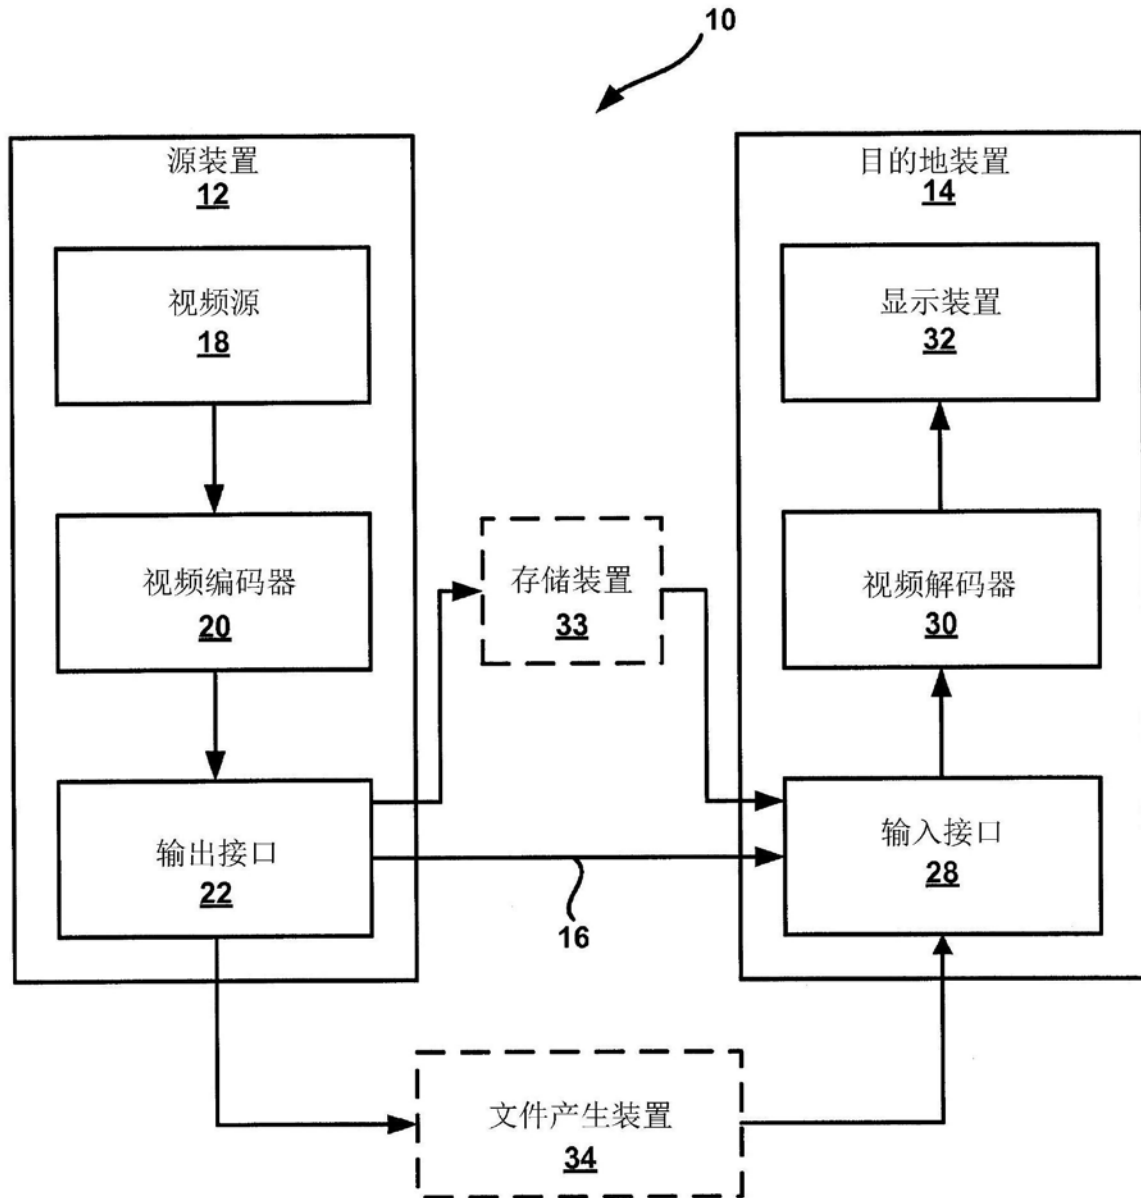 10
源装置
12
视频源
18
视频编码器
20
输出接口
22
存储装置
33
16
文件产生装置
34
目的地装置
14
显示装置
32
视频解码器
30
输入接口
28